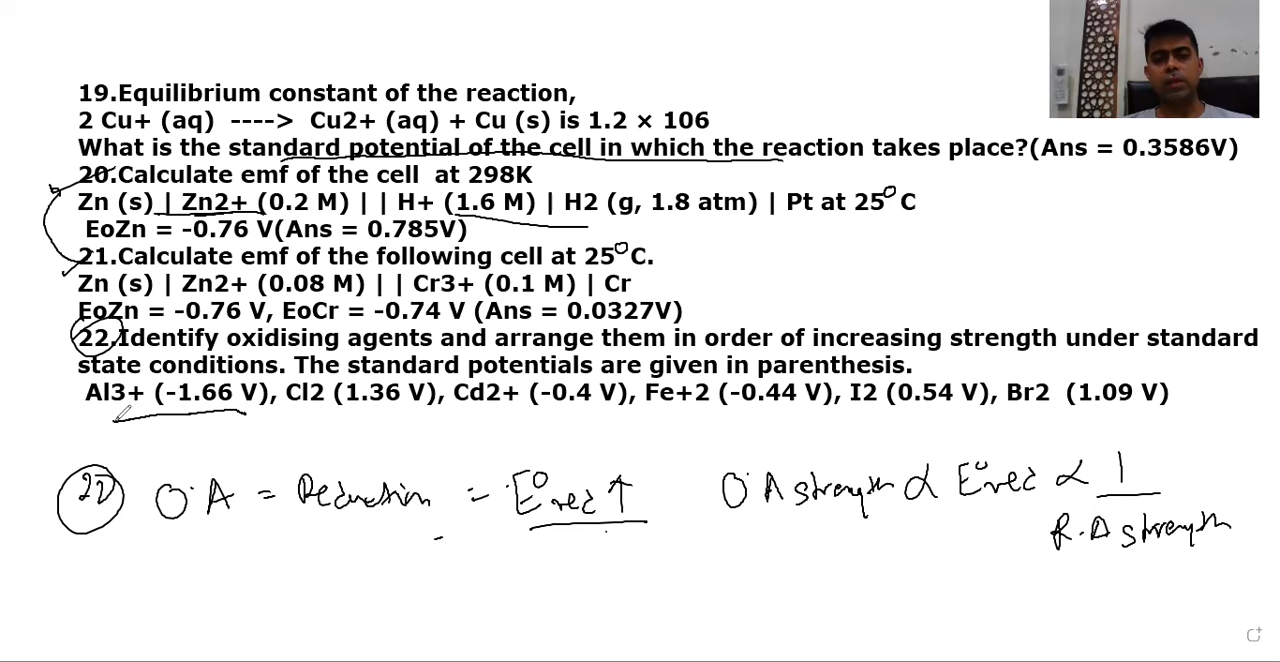 19.Equilibrium constant of the reaction,
2 Cu+ (aq) ----> Cu2+ (aq) + Cu (s) is 1.2 × 106
What is the standard potential of the cell in which the reaction takes place?(Ans = 0.3586V)
20.Calculate emf of the cell at 298K
Zn (s) | Zn2+ (0.2 M) | | H+ (1.6 M) | H2 (g, 1.8 atm) | Pt at 25⁰C
EoZn = -0.76 V(Ans = 0.785V)
21.Calculate emf of the following cell at 25⁰C.
Zn (s) | Zn2+ (0.08 M) | | Cr3+ (0.1 M) | Cr
EoZn = -0.76 V, EoCr = -0.74 V (Ans = 0.0327V)
22.Identify oxidising agents and arrange them in order of increasing strength under standard
state conditions. The standard potentials are given in parenthesis.
Al3+ (-1.66 V), Cl2 (1.36 V), Cd2+ (-0.4 V), Fe+2 (-0.44 V), I2 (0.54 V), Br2 (1.09 V)
O.A = Reduction = E⁰red ↑ O.A strength ∝ E⁰red ∝ 1
R.A strength